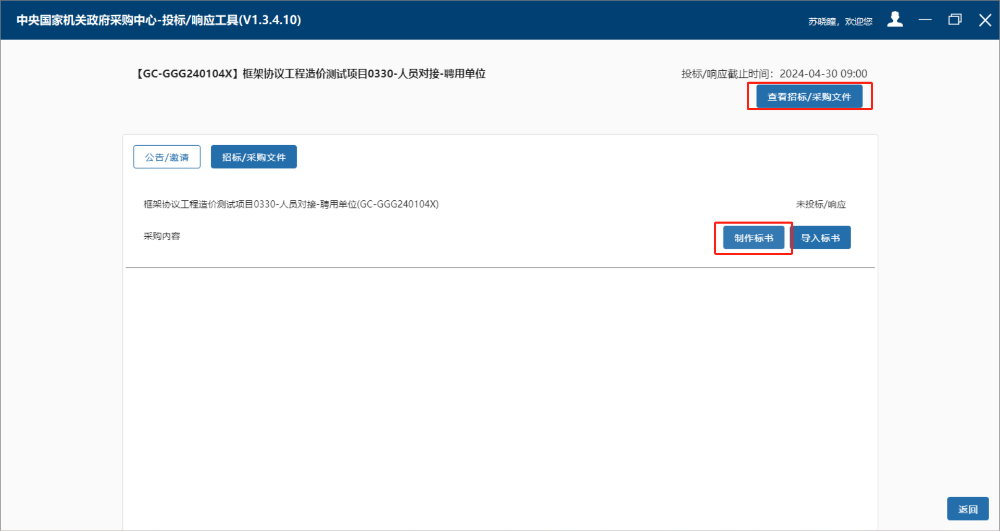 中央国家机关政府采购中心-投标/响应工具(V1.3.4.10)
苏晓瞳，欢迎您
【GC-GGG240104X】框架协议工程造价测试项目0330-人员对接-聘用单位
投标/响应截止时间：2024-04-30 09:00
查看招标/采购文件
公告/邀请
招标/采购文件
框架协议工程造价测试项目0330-人员对接-聘用单位(GC-GGG240104X)
未投标/响应
采购内容
制作标书
导入标书
返回